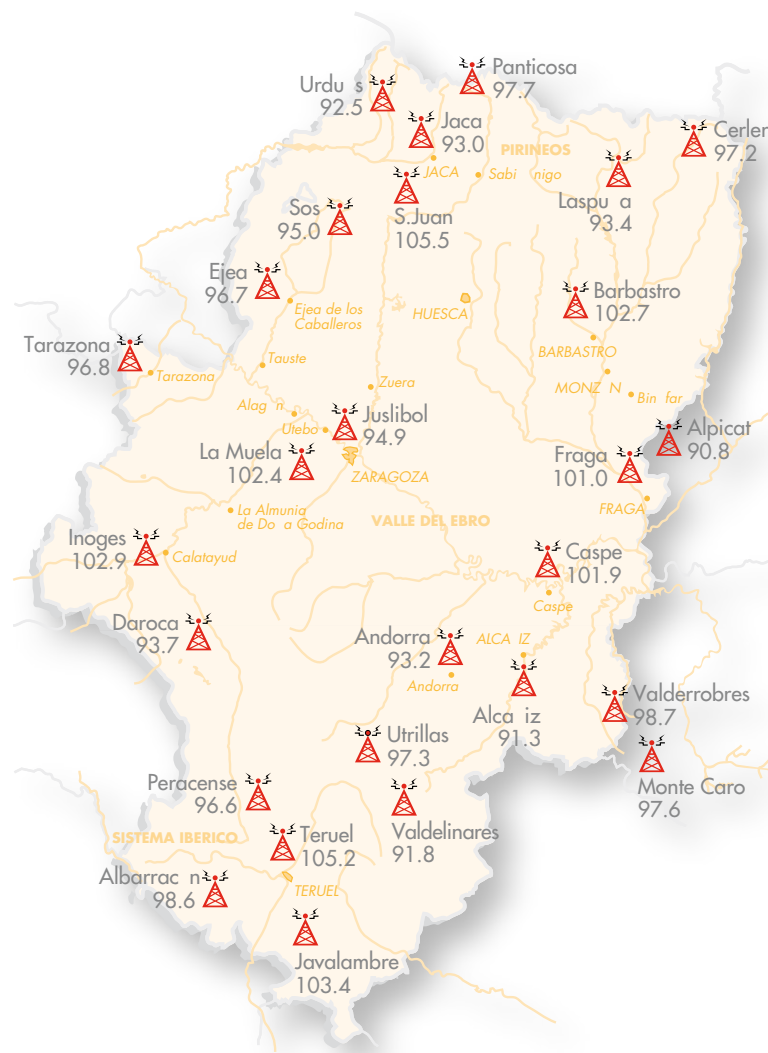 Panticosa
97.7
Urdu s
92.5
Jaca
93.0
PIRINEOS
Cerler
97.2
JACA
Sabi nigo
Laspu a
93.4
Sos
95.0
S.Juan
105.5
Ejea
96.7
Ejea de los
Caballeros
HUESCA
Barbastro
102.7
BARBASTRO
Tarazona
96.8
Tarazona
Tauste
Zuera
MONZ N
Bin far
Alag n
Utebo
Juslibol
94.9
La Muela
102.4
ZARAGOZA
Alpicat
90.8
Fraga
101.0
FRAGA
La Almunia
de Do a Godina
VALLE DEL EBRO
Inoges
102.9
Calatayud
Caspe
101.9
Caspe
Daroca
93.7
Andorra
93.2
Andorra
ALCA IZ
Alca iz
91.3
Valderrobres
98.7
Utrillas
97.3
Monte Caro
97.6
Peracense
96.6
Valdelinares
91.8
SISTEMA IBERICO
Teruel
105.2
Albarrac n
98.6
TERUEL
Javalambre
103.4